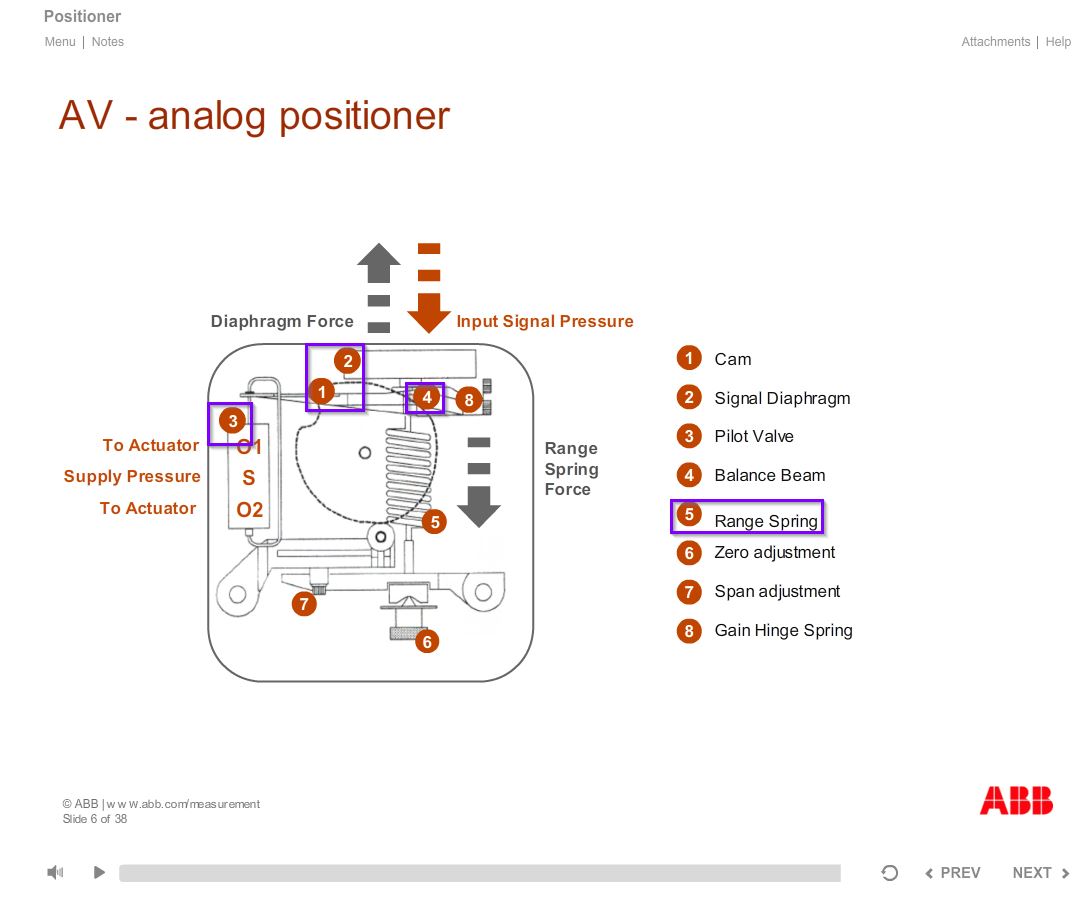 Positioner
Menu | Notes
Attachments | Help
AV - analog positioner
Diaphragm Force
Input Signal Pressure
2
1
4
8
3
To Actuator
O1
Supply Pressure
S
To Actuator
O2
Range
Spring
Force
5
7
6
1 Cam
2 Signal Diaphragm
3 Pilot Valve
4 Balance Beam
5 Range Spring
6 Zero adjustment
7 Span adjustment
8 Gain Hinge Spring
© ABB | w w w.abb.com/measurement
Slide 6 of 38
ABB
PREV
NEXT